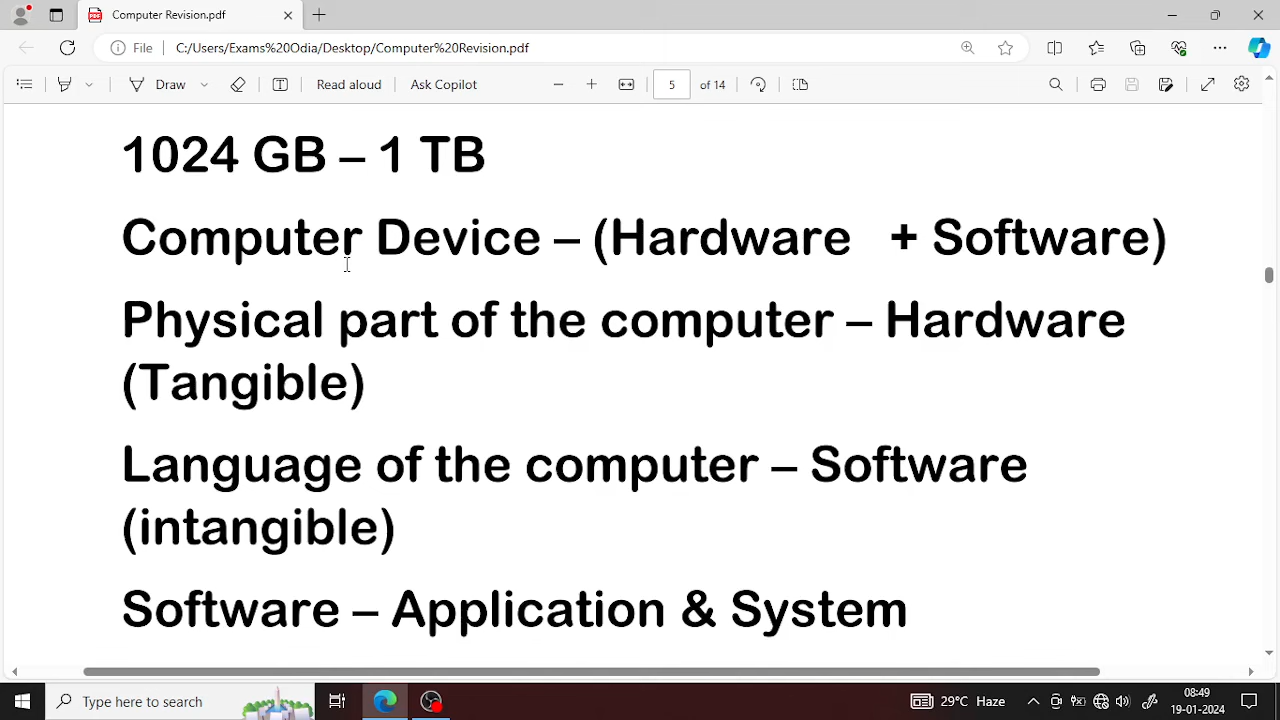 Computer Revision.pdf
File
C:/Users/Exams%20Odia/Desktop/Computer%20Revision.pdf
Draw
Read aloud
Ask Copilot
5 of 14
1024 GB – 1 TB
Computer Device – (Hardware + Software)
Physical part of the computer – Hardware
(Tangible)
Language of the computer – Software
(intangible)
Software – Application & System
Type here to search
29°C Haze
08:49
19-01-2024